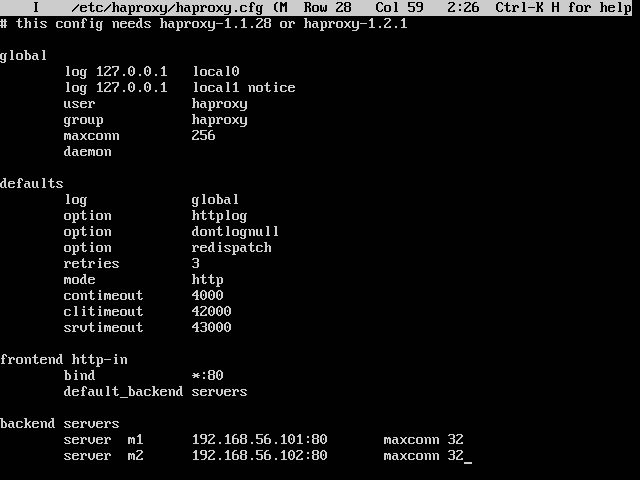 I /etc/haproxy/haproxy.cfg (M Row 28 Col 59 2:26 Ctrl-K H for help
# this config needs haproxy-1.1.28 or haproxy-1.2.1
global
log 127.0.0.1 local0
log 127.0.0.1 local1 notice
user haproxy
group haproxy
maxconn 256
daemon
defaults
log global
option httplog
option dontlognull
option redispatch
retries 3
mode http
contimeout 4000
clitimeout 42000
srvtimeout 43000
frontend http-in
bind *:80
default_backend servers
backend servers
server m1 192.168.56.101:80 maxconn 32
server m2 192.168.56.102:80 maxconn 32